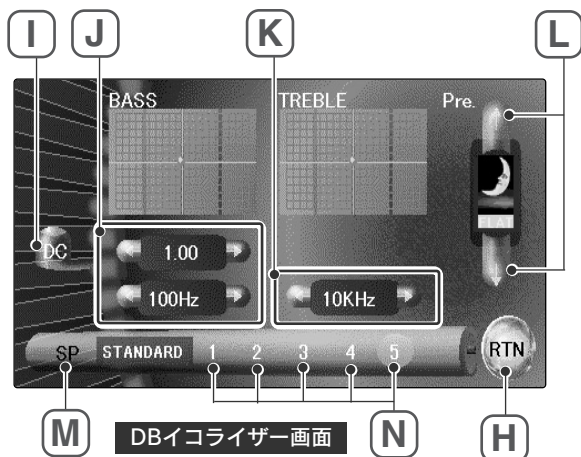 I J K L
BASS TREBLE Pre.
FLAT
DC 1.00
100Hz 10KHz
SP STANDARD 1 2 3 4 5 RTN
M DBイコライザー画面 N H